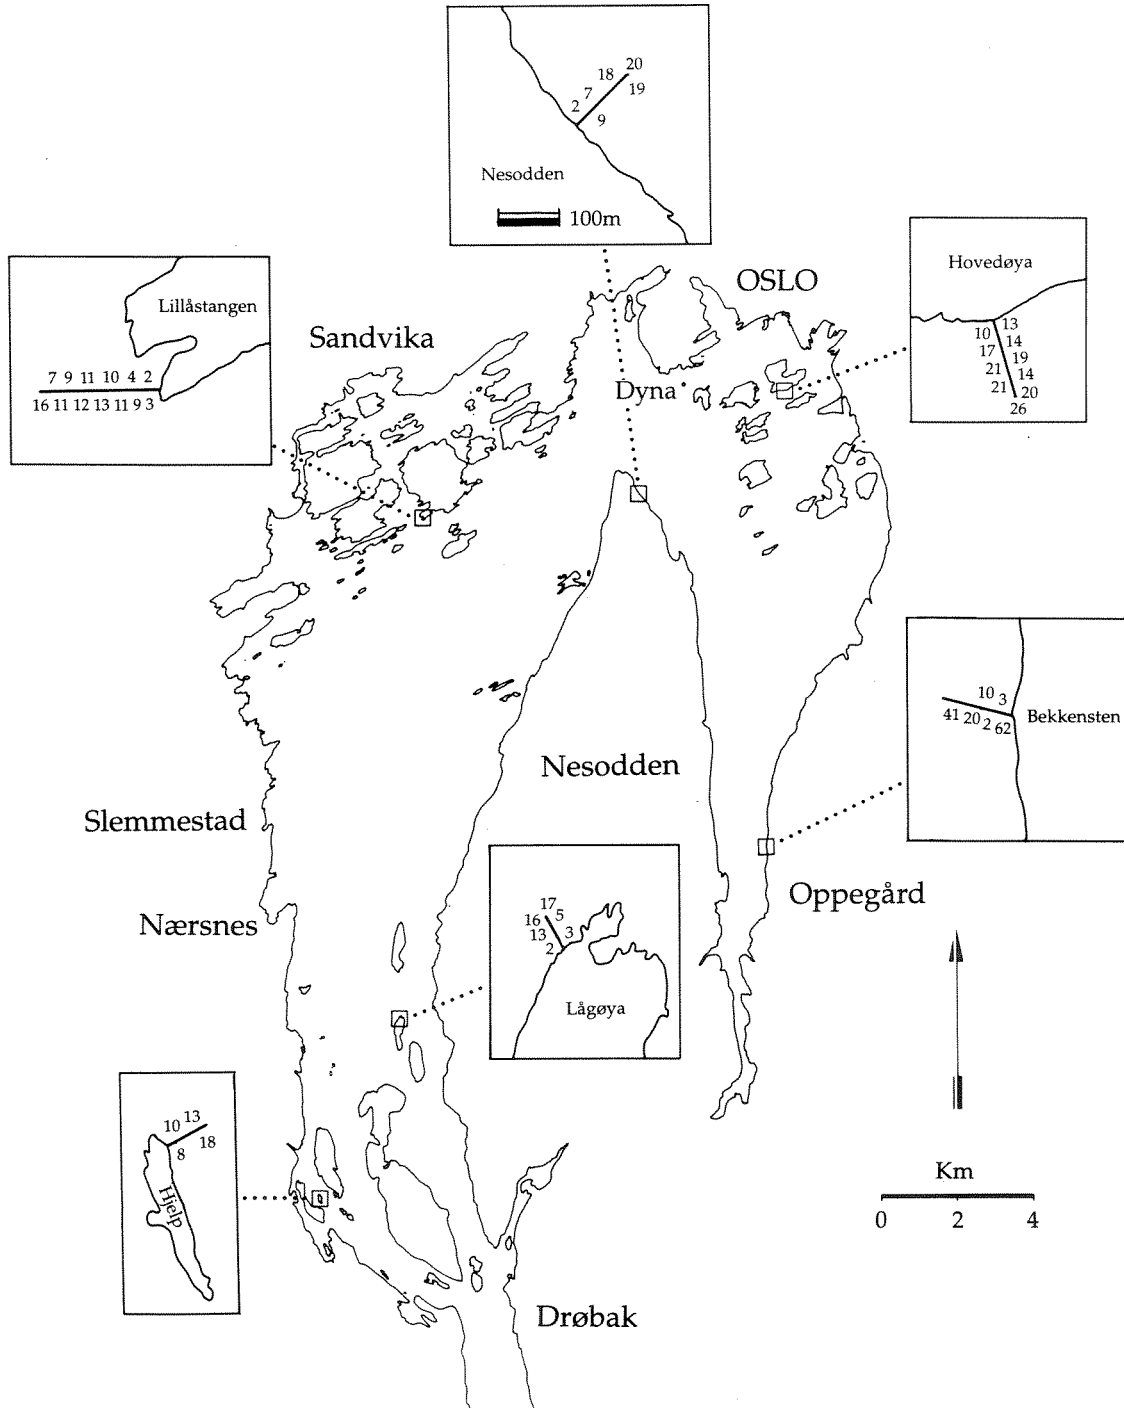 20
18
19
7
2
9
Nesodden
100m
Hovedøya
13
10
14
17
19
21
14
21
20
26
OSLO
Lillåstangen
7 9 11 10 4 2
16 11 12 13 11 9 3
Sandvika
Dyna
10 3
41 20 2 62
Bekkensten
Nesodden
Slemmestad
Oppegård
Nærsnes
17
5
16
3
13
2
Lågøya
10 13
18
8
Hjelp
Km
0 2 4
Drøbak